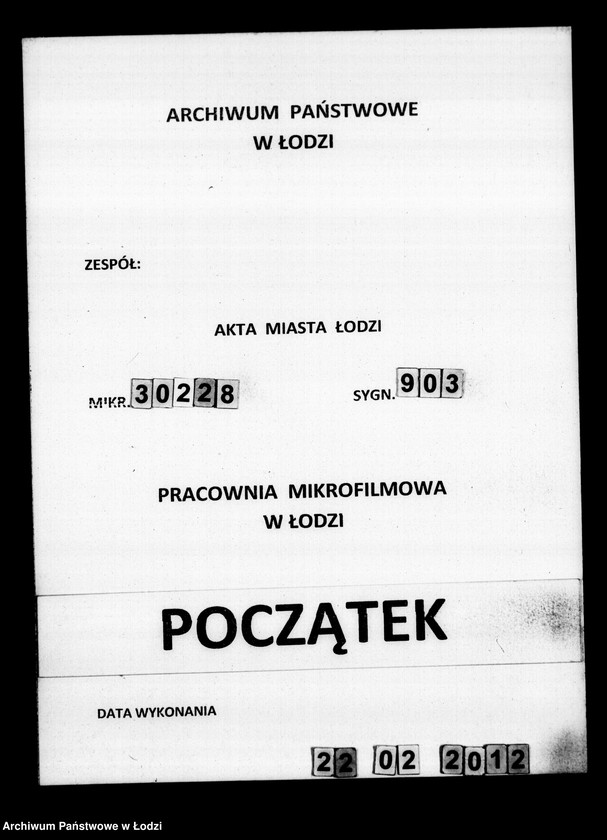 ARCHIWUM PAŃSTWOWE
W ŁODZI
ZESPÓŁ:
AKTA MIASTA ŁODZI
MIKR. 30228 SYGN. 903
PRACOWNIA MIKROFILMOWA
W ŁODZI
POCZĄTEK
DATA WYKONANIA
22 02 2012
Archiwum Państwowe w Łodzi